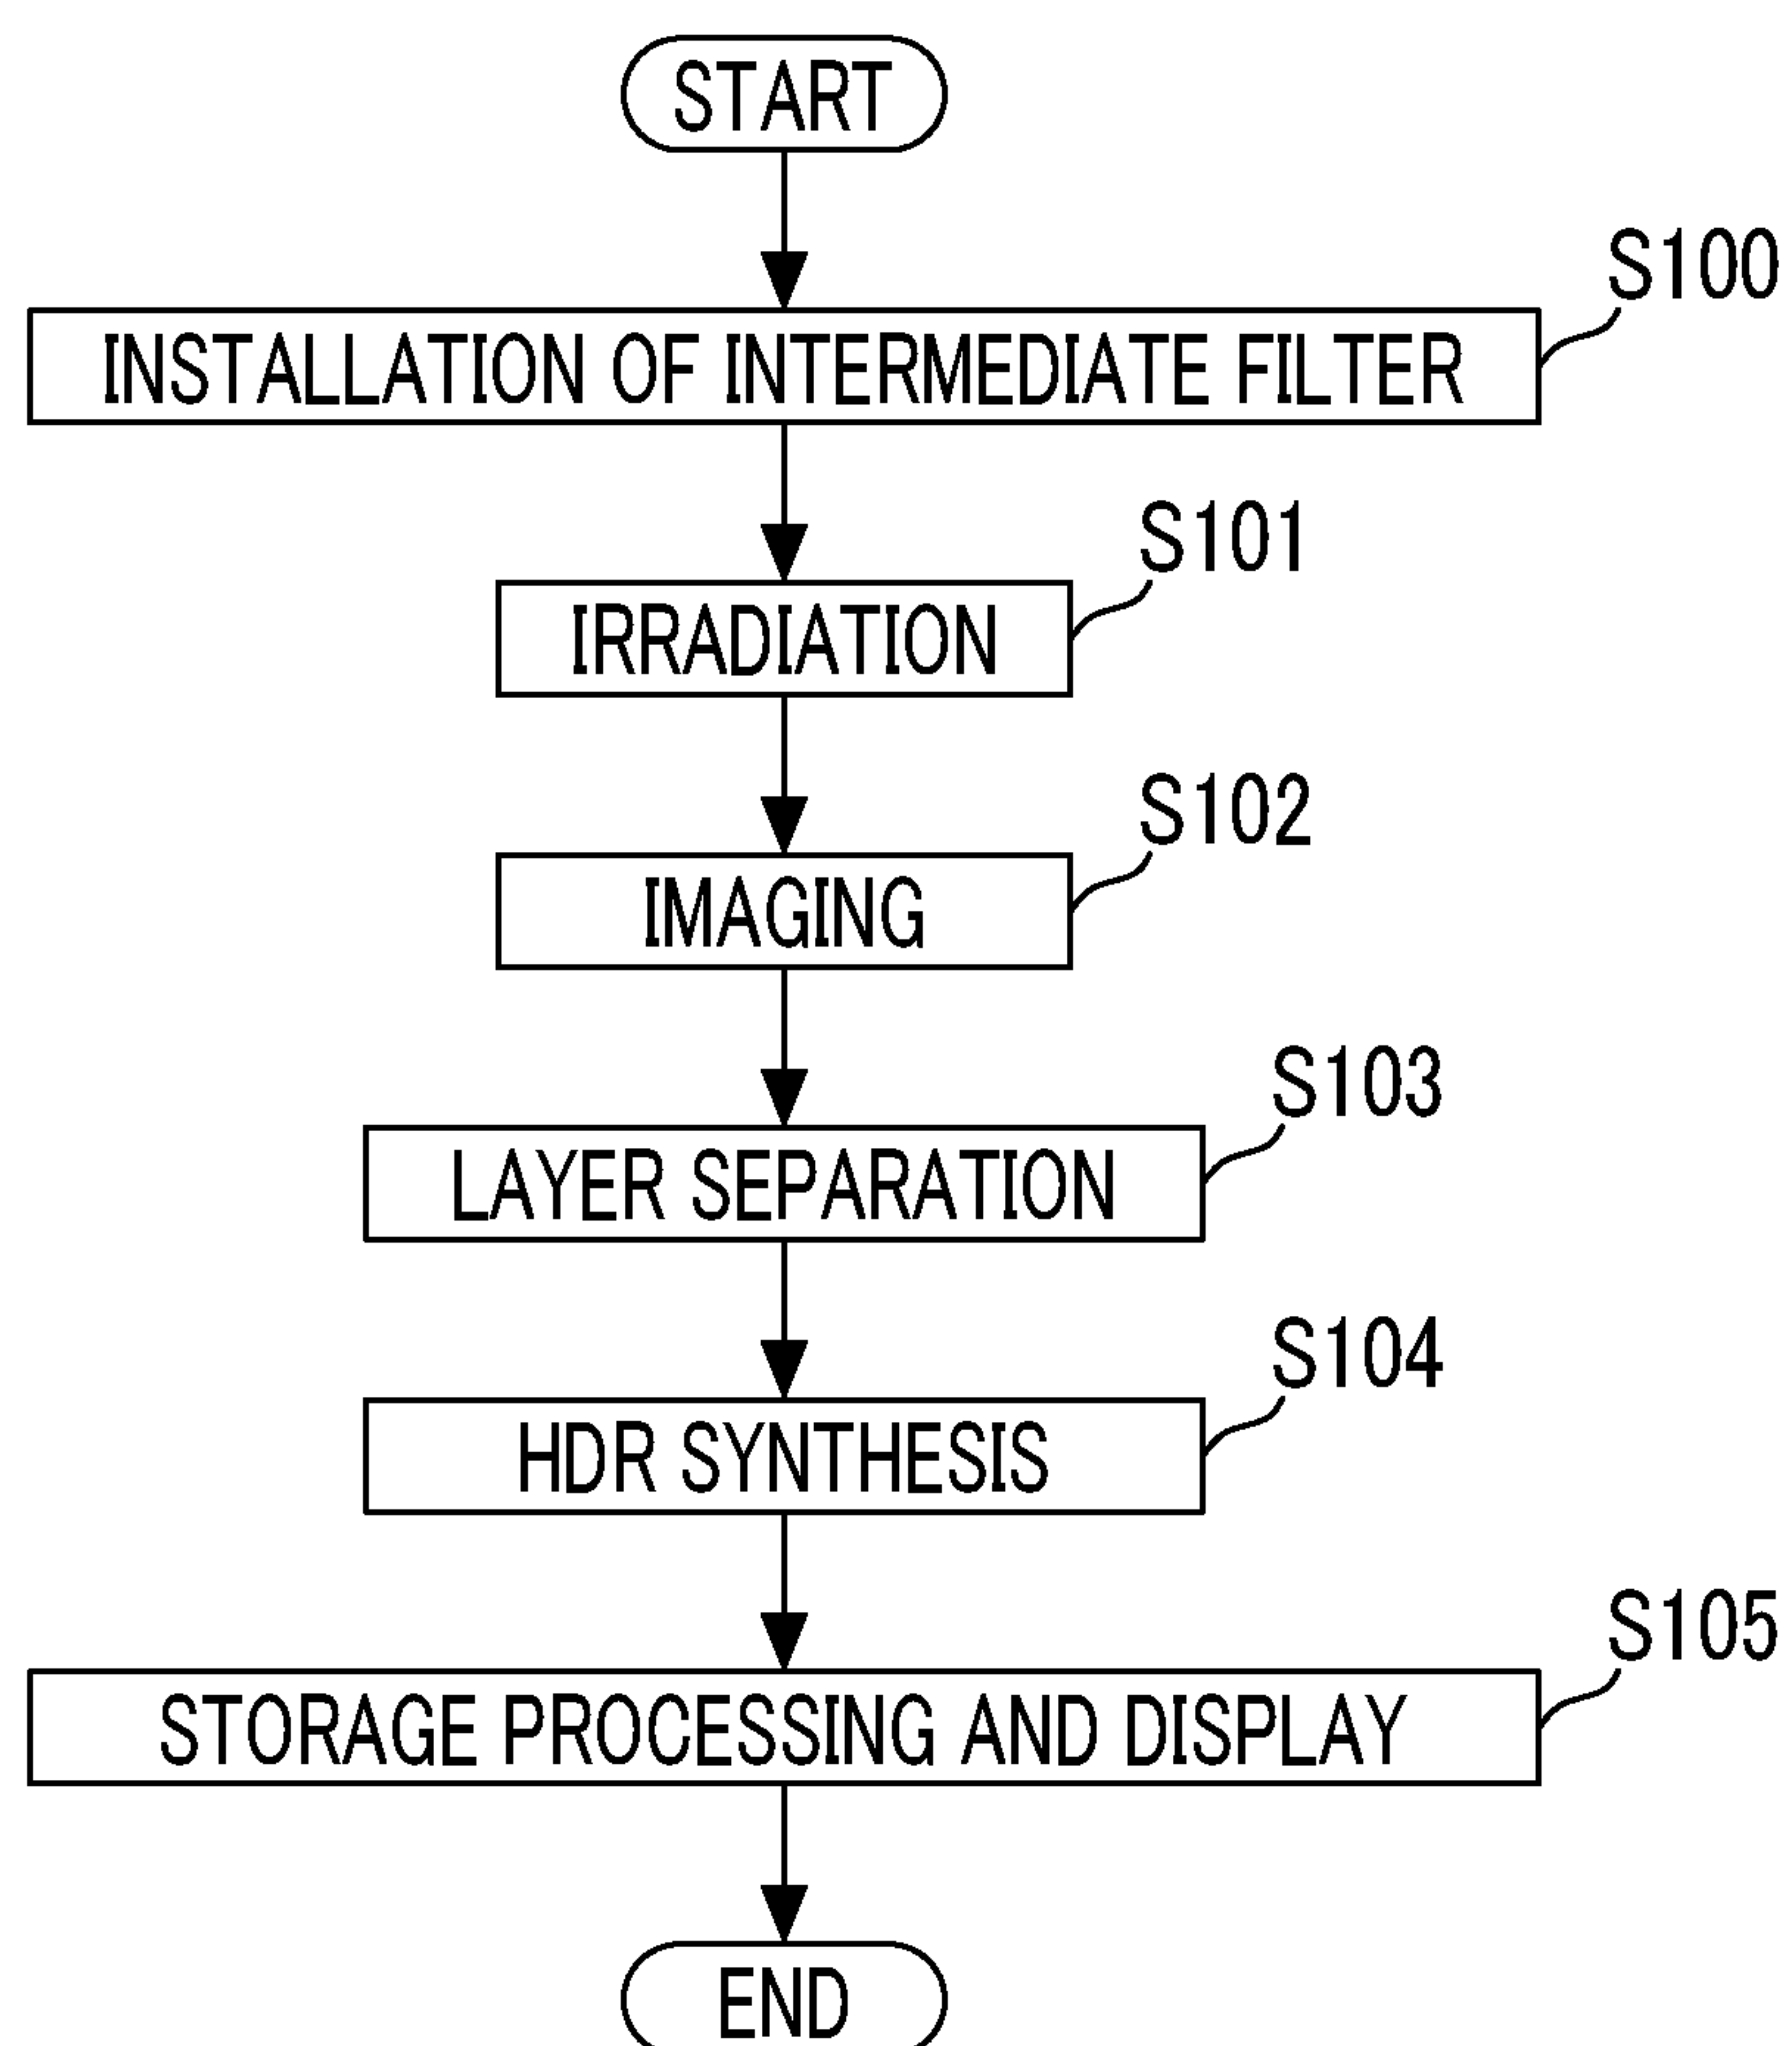 START
S100
INSTALLATION OF INTERMEDIATE FILTER
S101
IRRADIATION
S102
IMAGING
S103
LAYER SEPARATION
S104
HDR SYNTHESIS
S105
STORAGE PROCESSING AND DISPLAY
END